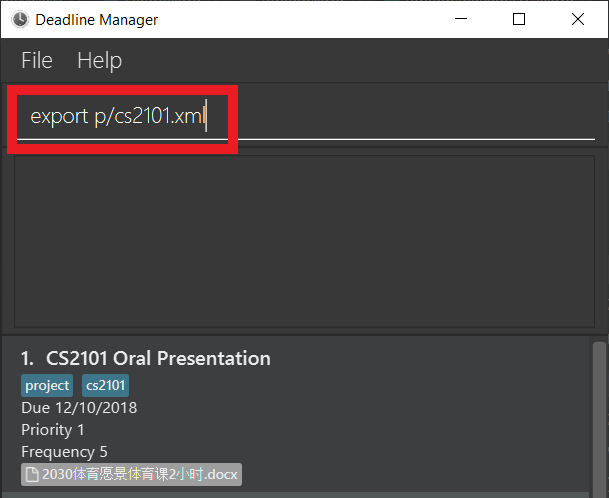 Deadline Manager
File Help
export p/cs2101.xml
1. CS2101 Oral Presentation
project cs2101
Due 12/10/2018
Priority 1
Frequency 5
2030体育愿景体育课2小时.docx